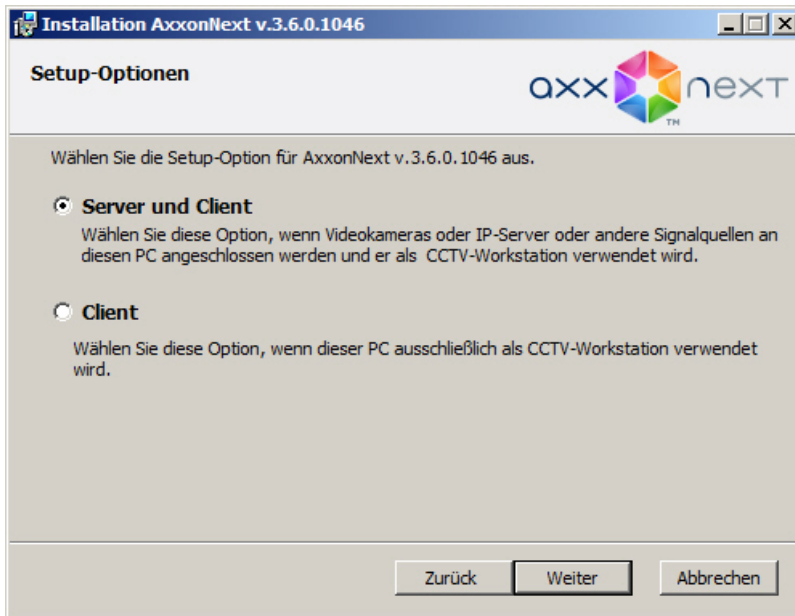 Installation AxxonNext v.3.6.0.1046
Setup-Optionen
axx next
TM
Wählen Sie die Setup-Option für AxxonNext v.3.6.0.1046 aus.
Server und Client
Wählen Sie diese Option, wenn Videokameras oder IP-Server oder andere Signalquellen an
diesen PC angeschlossen werden und er als CCTV-Workstation verwendet wird.
Client
Wählen Sie diese Option, wenn dieser PC ausschließlich als CCTV-Workstation verwendet
wird.
Zurück
Weiter
Abbrechen